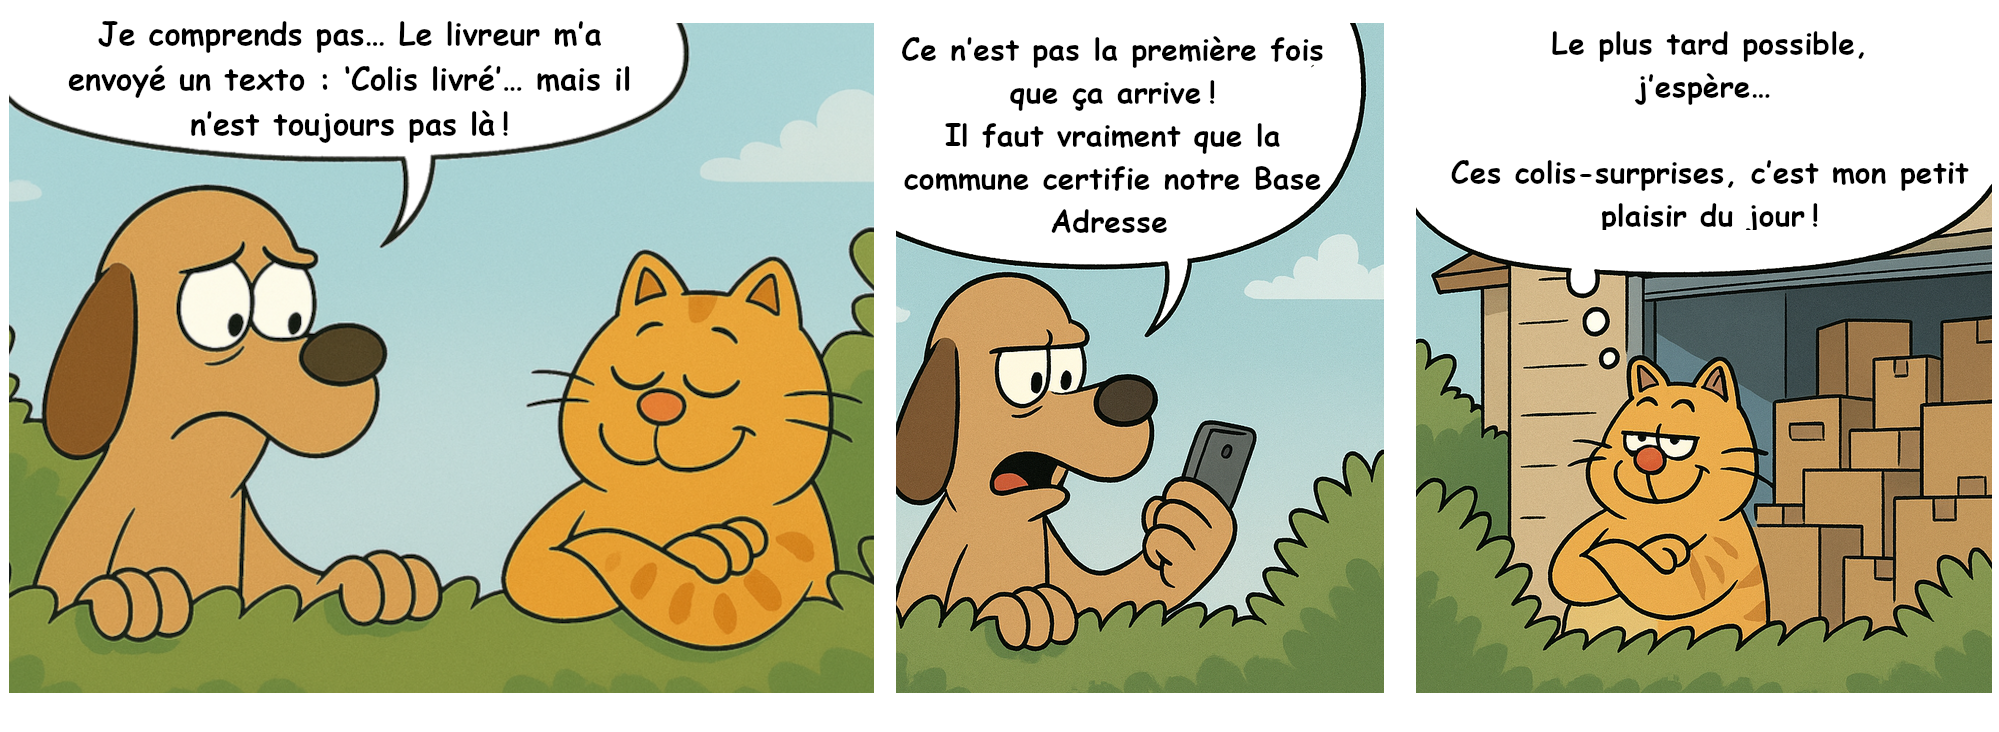 Je comprends pas... Le livreur m'a
envoyé un texto : 'Colis livré'... mais il
n'est toujours pas là !
Ce n'est pas la première fois
que ça arrive !
Il faut vraiment que la
commune certifie notre Base
Adresse
Le plus tard possible,
j'espère...
Ces colis-surprises, c'est mon petit
plaisir du jour !